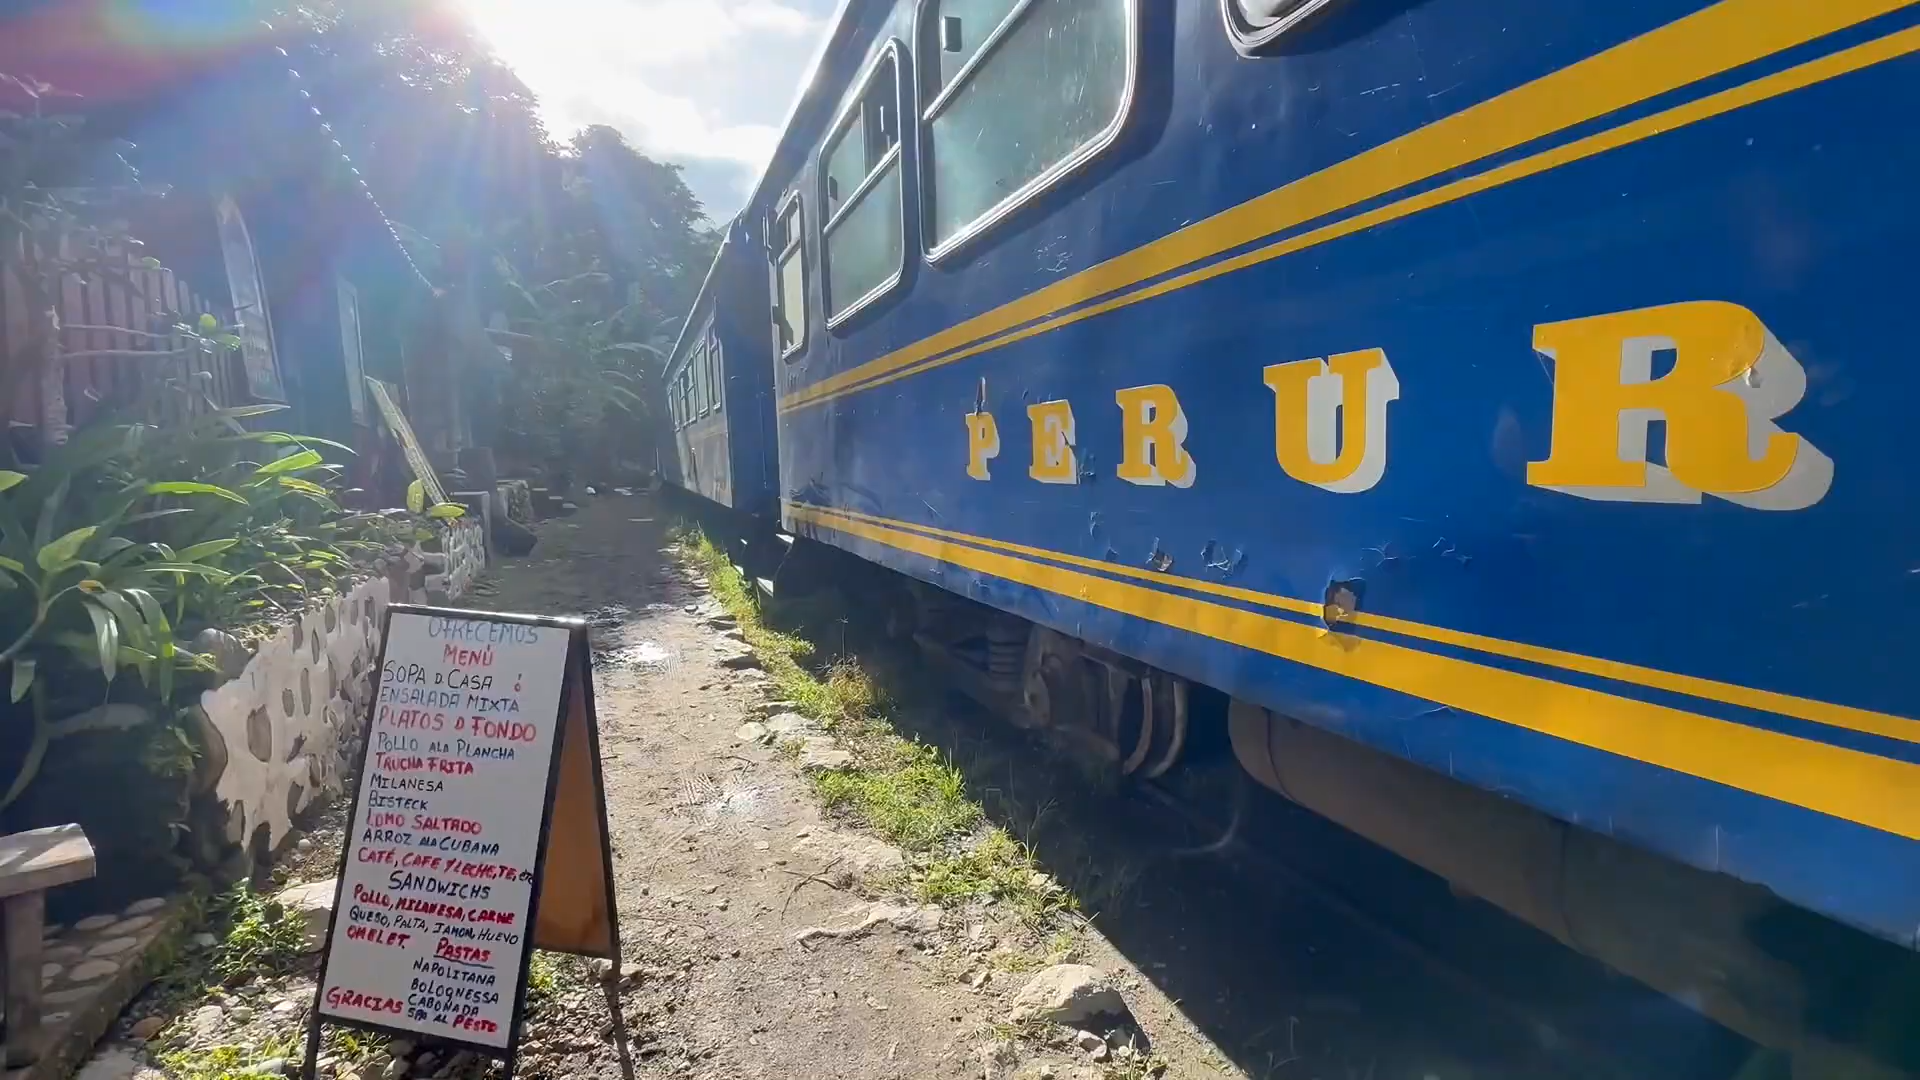 OFRECEMOS
MENÚ
SOPA D CASA
ENSALADA MIXTA
PLATOS D FONDO
POLLO ALA PLANCHA
TRUCHA FRITA
MILANESA
BISTECK
LOMO SALTADO
ARROZ ALA CUBANA
CAFÉ, CAFE Y LECHE, TE, etc
SANDWICHS
POLLO, MILANESA, CARNE
QUESO, PALTA, JAMON, HUEVO
OMELET. PASTAS
NAPOLITANA
BOLOGNESSA
GRACIAS CABONADA
SPA AL PESTO
PERUR